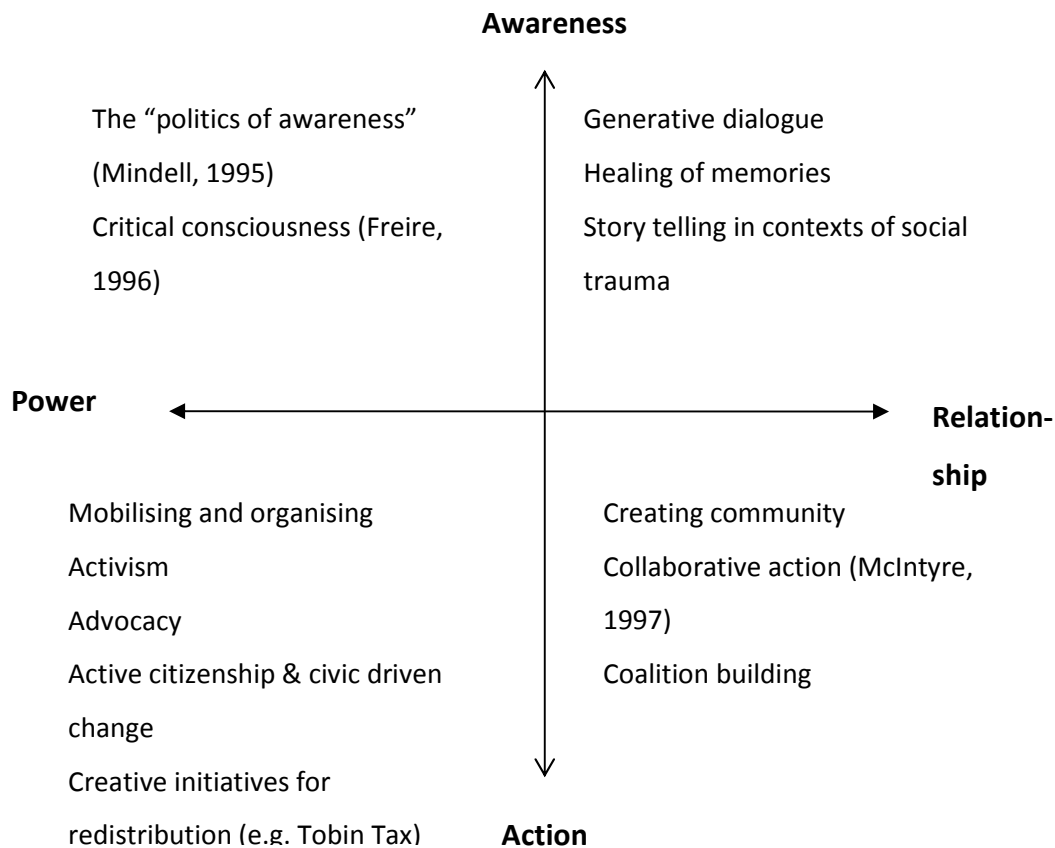 Awareness
The “politics of awareness”
(Mindell, 1995)
Critical consciousness (Freire,
1996)
Generative dialogue
Healing of memories
Story telling in contexts of social
trauma
Power
Relation-
ship
Mobilising and organising
Activism
Advocacy
Active citizenship & civic driven
change
Creative initiatives for
redistribution (e.g. Tobin Tax)
Creating community
Collaborative action (McIntyre,
1997)
Coalition building
Action